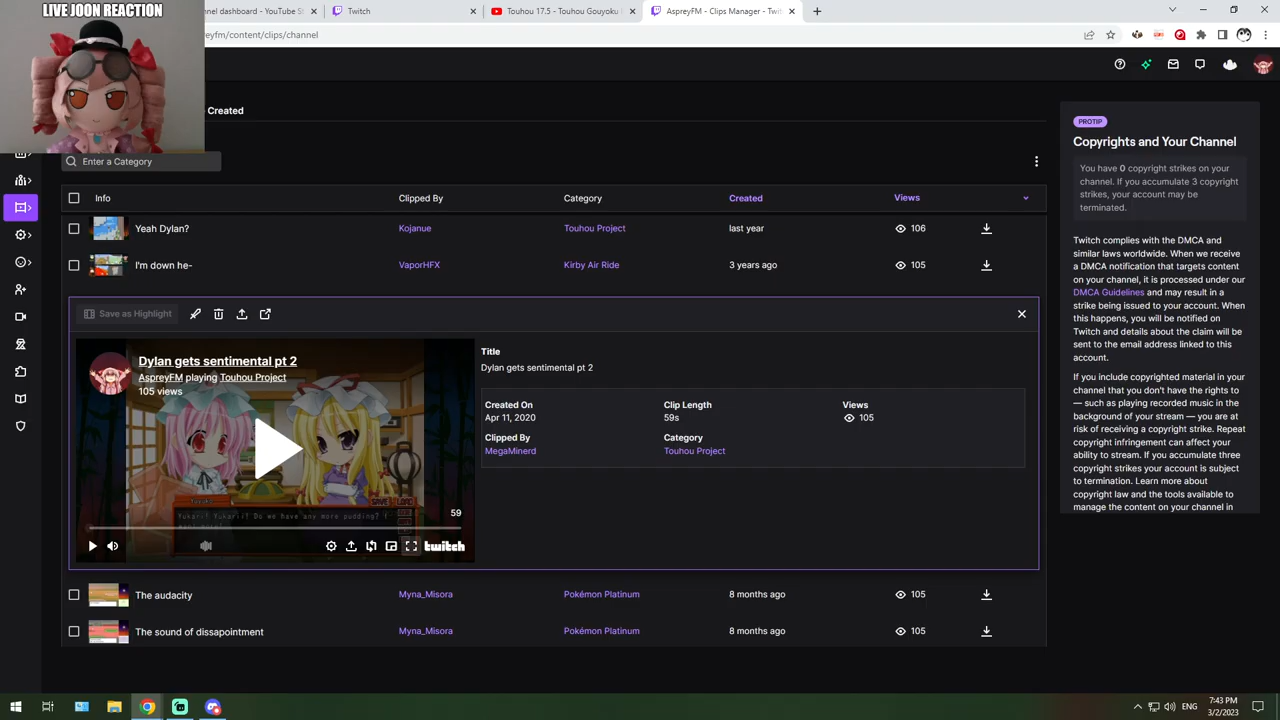 LIVE JOON REACTION
nnel dashboard - YouTube St
Twitch
Touhou 17.5 - Touhou Gouyoku I
AspreyFM - Clips Manager - Twit
eyfm/content/clips/channel
Created
Enter a Category
Info Clipped By Category Created Views
Yeah Dylan? Kojanue Touhou Project last year 106
I'm down he- VaporHFX Kirby Air Ride 3 years ago 105
Save as Highlight
Dylan gets sentimental pt 2
AspreyFM playing Touhou Project
105 views
Yuyuko
Yukari! Yukarii! Do we have any more pudding? I
SAVE LOAD
59
twitch
Title
Dylan gets sentimental pt 2
Created On Clip Length Views
Apr 11, 2020 59s 105
Clipped By Category
MegaMinerd Touhou Project
The audacity Myna_Misora Pokémon Platinum 8 months ago 105
The sound of dissapointment Myna_Misora Pokémon Platinum 8 months ago 105
PROTIP
Copyrights and Your Channel
You have 0 copyright strikes on your
channel. If you accumulate 3 copyright
strikes, your account may be
terminated.
Twitch complies with the DMCA and
similar laws worldwide. When we receive
a DMCA notification that targets content
on your channel, it is processed under our
DMCA Guidelines and may result in a
strike being issued to your account. When
this happens, you will be notified on
Twitch and details about the claim will be
sent to the email address linked to this
account.
If you include copyrighted material in your
channel that you don't have the rights to
— such as playing recorded music in the
background of your stream — you are at
risk of receiving a copyright strike. Repeat
copyright infringement can affect your
ability to stream. If you accumulate three
copyright strikes your account is subject
to termination. Learn more about
copyright law and the tools available to
manage the content on your channel in
ENG
7:43 PM
3/2/2023